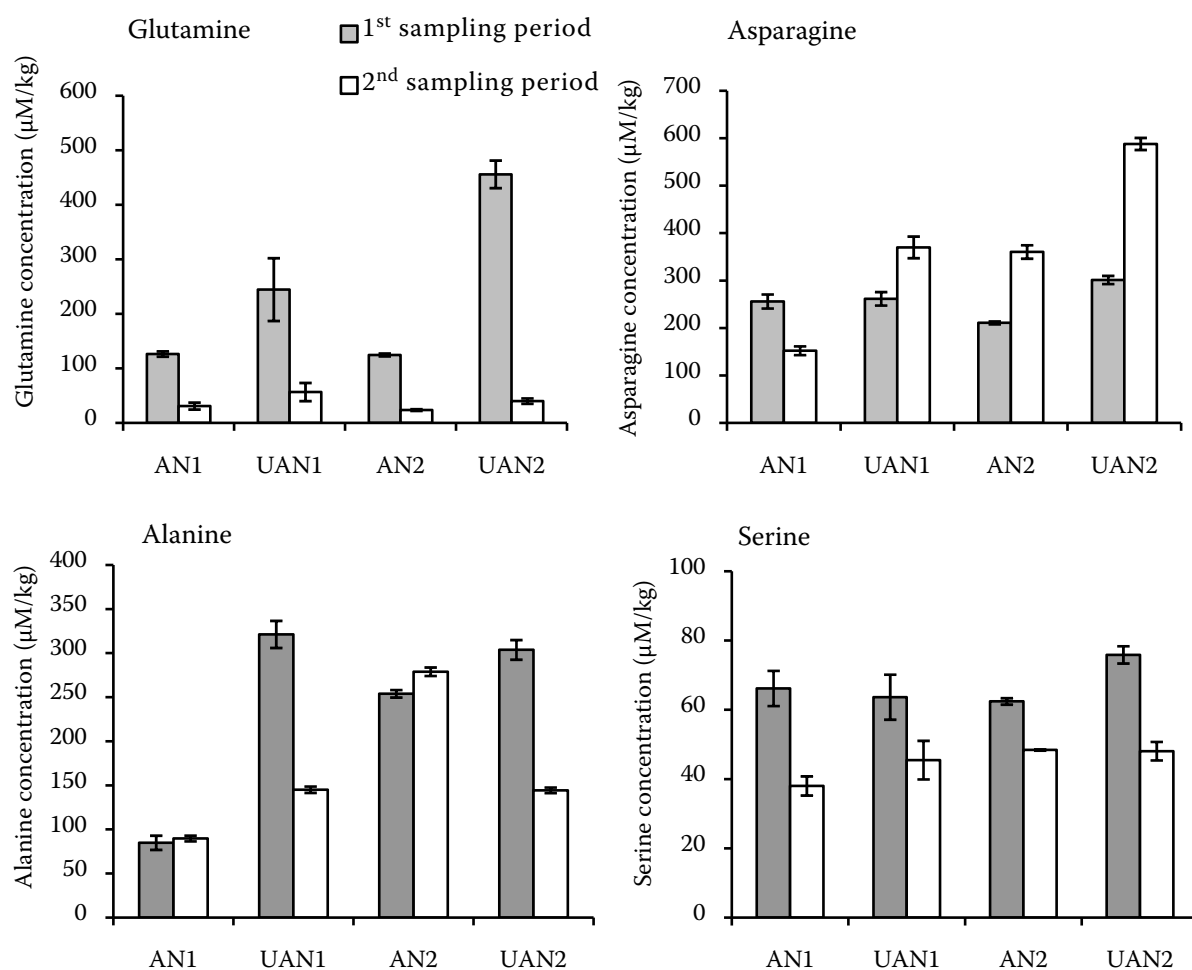 Glutamine
1st sampling period
2nd sampling period
Glutamine concentration (µM/kg)
600
500
400
300
200
100
0
AN1 UAN1 AN2 UAN2
Asparagine
Asparagine concentration (µM/kg)
700
600
500
400
300
200
100
0
AN1 UAN1 AN2 UAN2
Alanine
Alanine concentration (µM/kg)
400
350
300
250
200
150
100
50
0
AN1 UAN1 AN2 UAN2
Serine
Serine concentration (µM/kg)
100
80
60
40
20
0
AN1 UAN1 AN2 UAN2